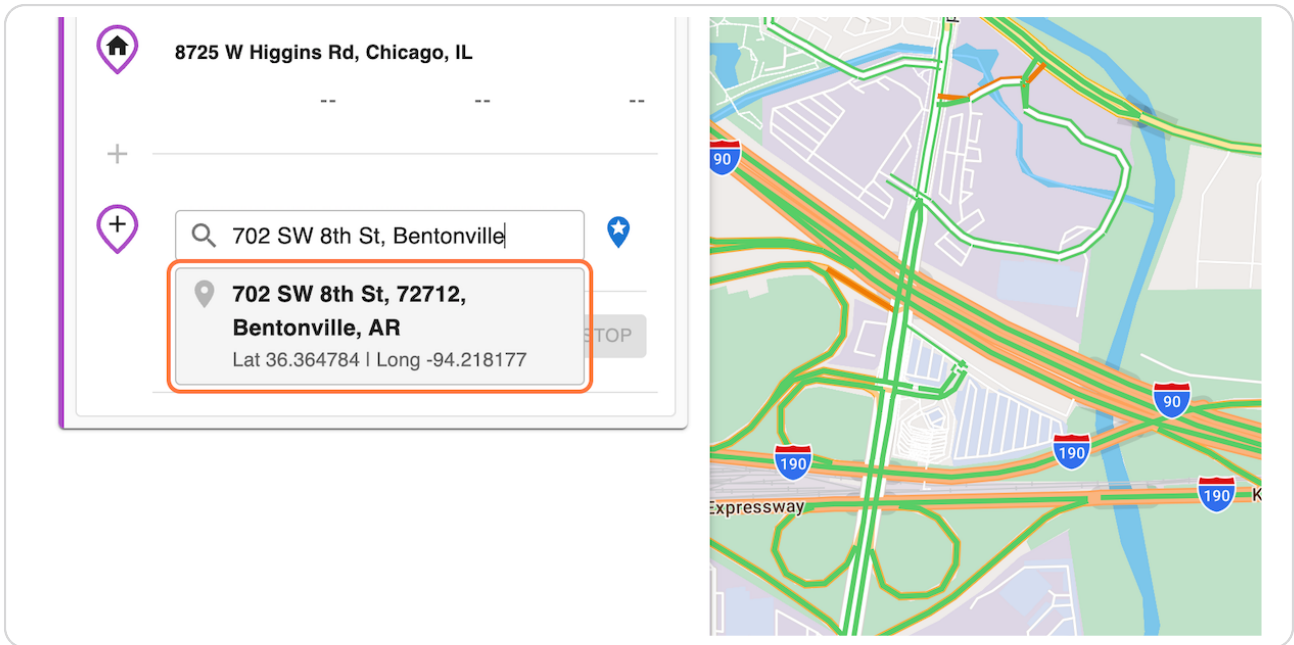 8725 W Higgins Rd, Chicago, IL
-- -- --
702 SW 8th St, Bentonville
702 SW 8th St, 72712,
Bentonville, AR
Lat 36.364784 | Long -94.218177
TOP
90
90
190
190
190
Expressway
K